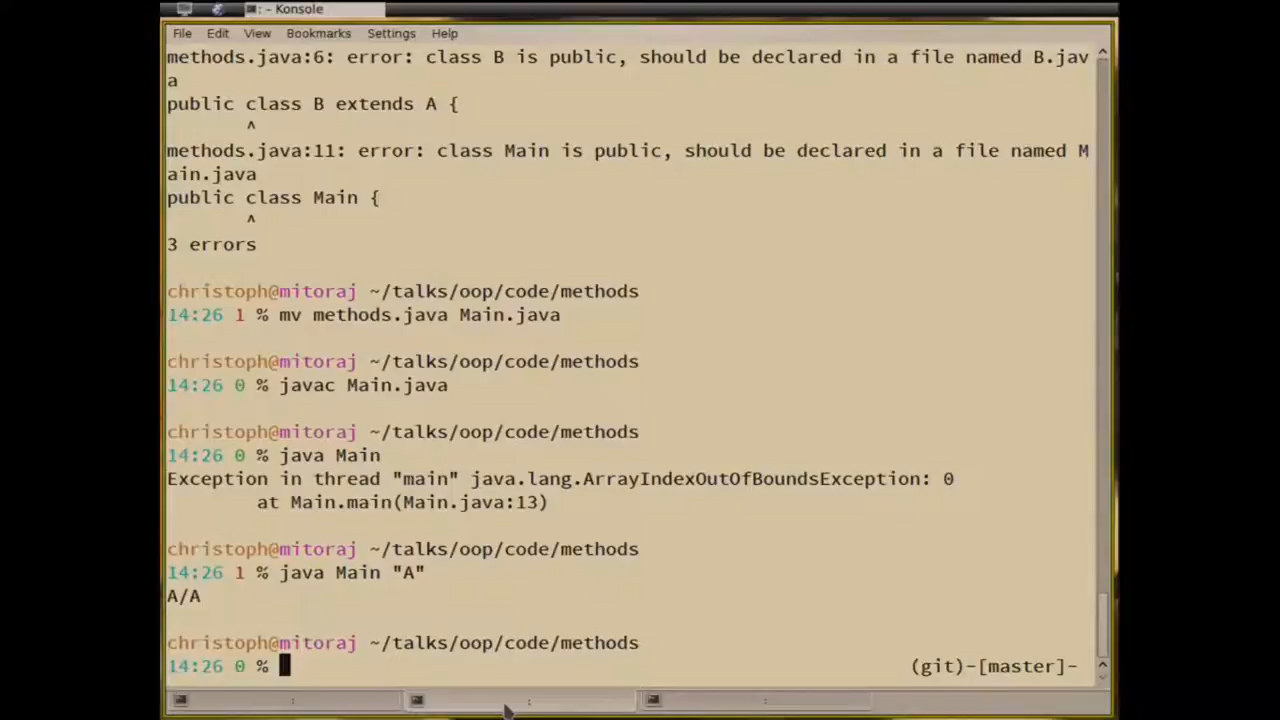 : - Konsole
File Edit View Bookmarks Settings Help
methods.java:6: error: class B is public, should be declared in a file named B.jav
a
public class B extends A {
^
methods.java:11: error: class Main is public, should be declared in a file named M
ain.java
public class Main {
^
3 errors
christoph@mitoraj ~/talks/oop/code/methods
14:26 1 % mv methods.java Main.java
christoph@mitoraj ~/talks/oop/code/methods
14:26 0 % javac Main.java
christoph@mitoraj ~/talks/oop/code/methods
14:26 0 % java Main
Exception in thread "main" java.lang.ArrayIndexOutOfBoundsException: 0
at Main.main(Main.java:13)
christoph@mitoraj ~/talks/oop/code/methods
14:26 1 % java Main "A"
A/A
christoph@mitoraj ~/talks/oop/code/methods
14:26 0 % (git)-[master]-
: : :